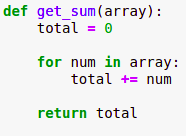 def get_sum(array):
    total = 0

    for num in array:
        total += num

    return total